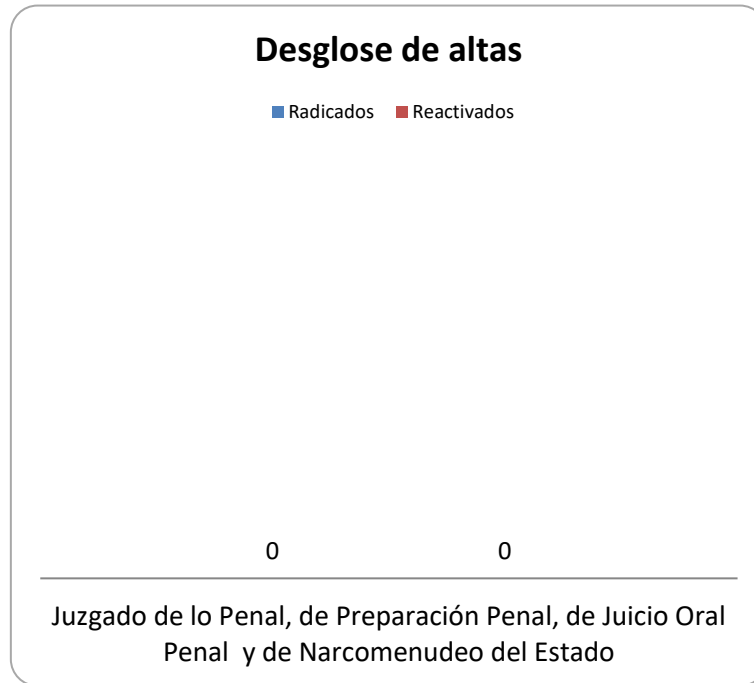 Desglose de altas
Radicados Reactivados
0 0
Juzgado de lo Penal, de Preparación Penal, de Juicio Oral
Penal  y de Narcomenudeo del Estado